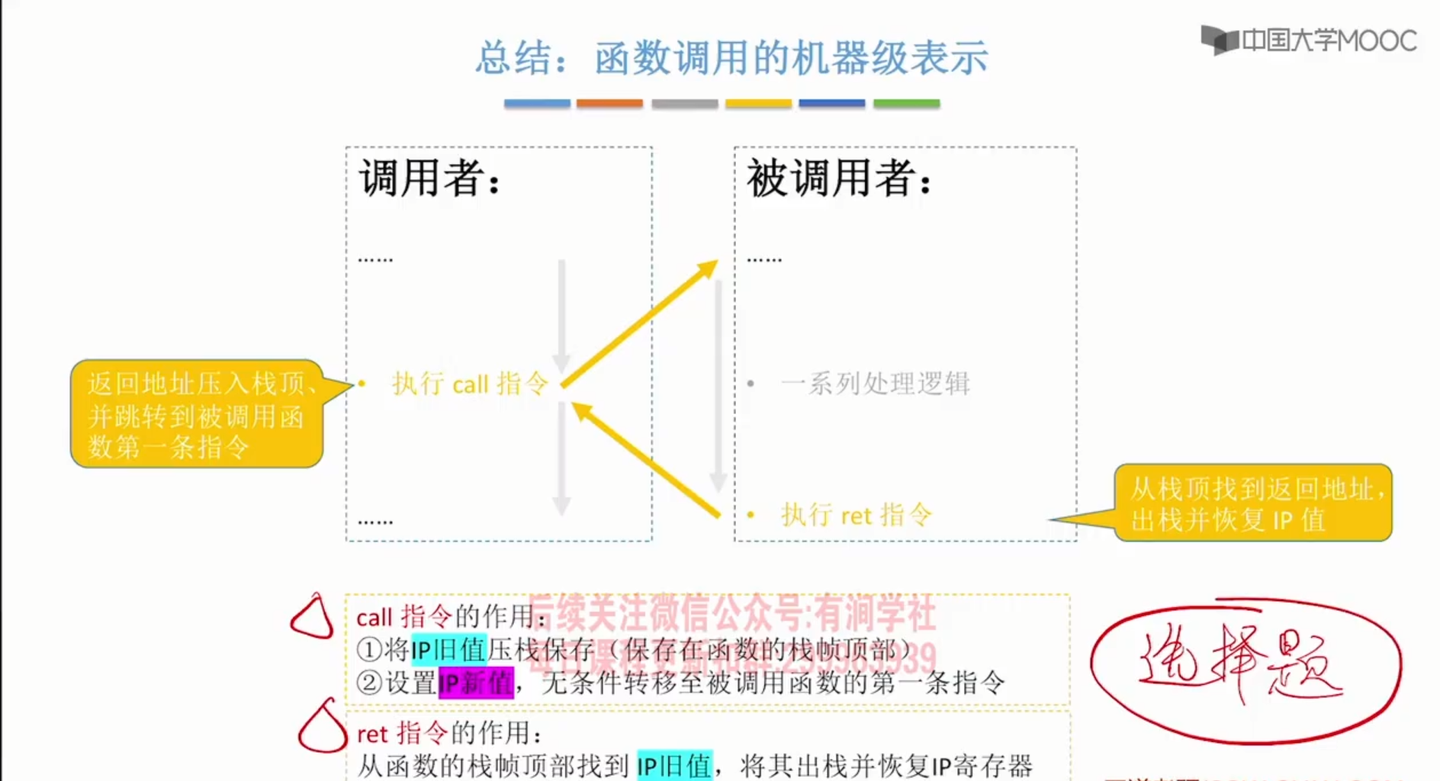 中国大学MOOC
总结：函数调用的机器级表示
调用者：
被调用者：
......
......
返回地址压入栈顶、
并跳转到被调用函
数第一条指令
• 执行 call 指令
• 一系列处理逻辑
......
• 执行 ret 指令
从栈顶找到返回地址，
出栈并恢复 IP 值
后续关注微信公众号:有涧学社
call 指令的作用：
①将IP旧值压栈保存（保存在函数的栈帧顶部）
②设置IP新值，无条件转移至被调用函数的第一条指令
选择题
ret 指令的作用：
从函数的栈帧顶部找到 IP旧值，将其出栈并恢复IP寄存器